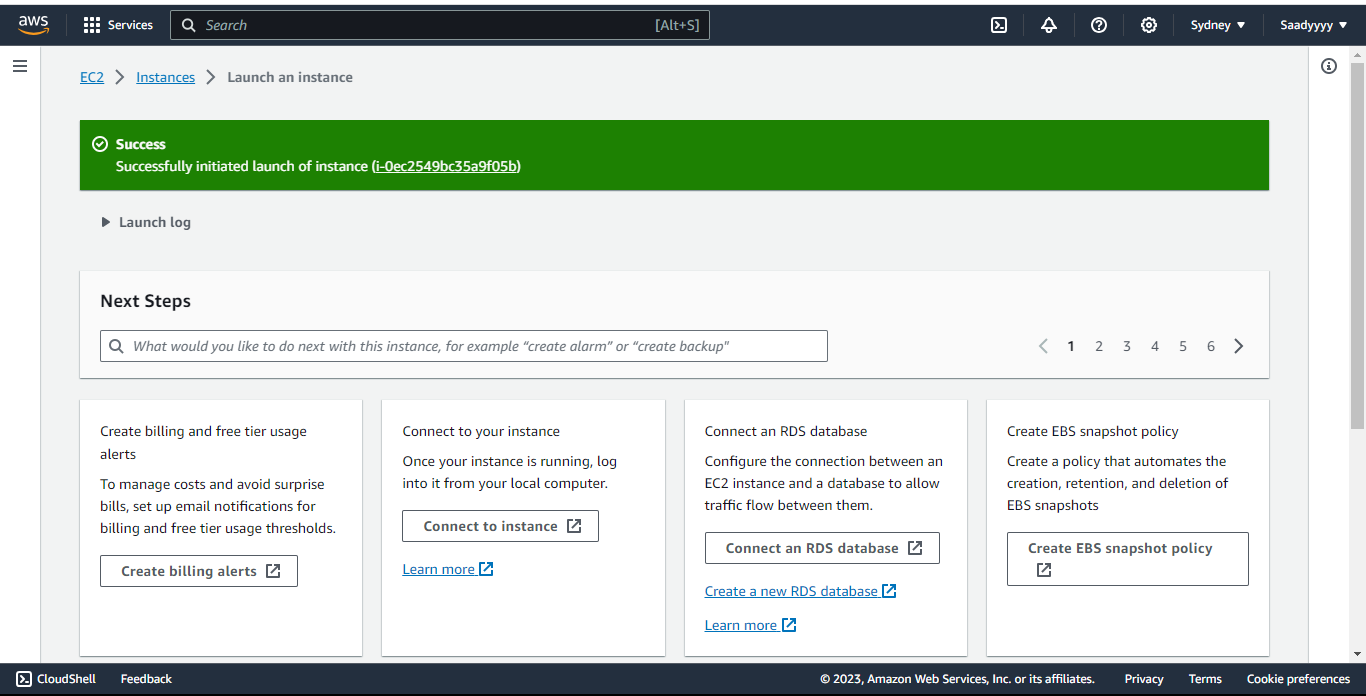 aws
Services
Search [Alt+S]
Sydney
Saadyyyy
EC2 Instances Launch an instance
Success
Successfully initiated launch of instance (i-0ec2549bc35a9f05b)
Launch log
Next Steps
What would you like to do next with this instance, for example “create alarm” or “create backup”
1 2 3 4 5 6
Create billing and free tier usage
alerts
To manage costs and avoid surprise
bills, set up email notifications for
billing and free tier usage thresholds.
Create billing alerts
Connect to your instance
Once your instance is running, log
into it from your local computer.
Connect to instance
Learn more
Connect an RDS database
Configure the connection between an
EC2 instance and a database to allow
traffic flow between them.
Connect an RDS database
Create a new RDS database
Learn more
Create EBS snapshot policy
Create a policy that automates the
creation, retention, and deletion of
EBS snapshots
Create EBS snapshot policy
CloudShell
Feedback
© 2023, Amazon Web Services, Inc. or its affiliates.
Privacy
Terms
Cookie preferences